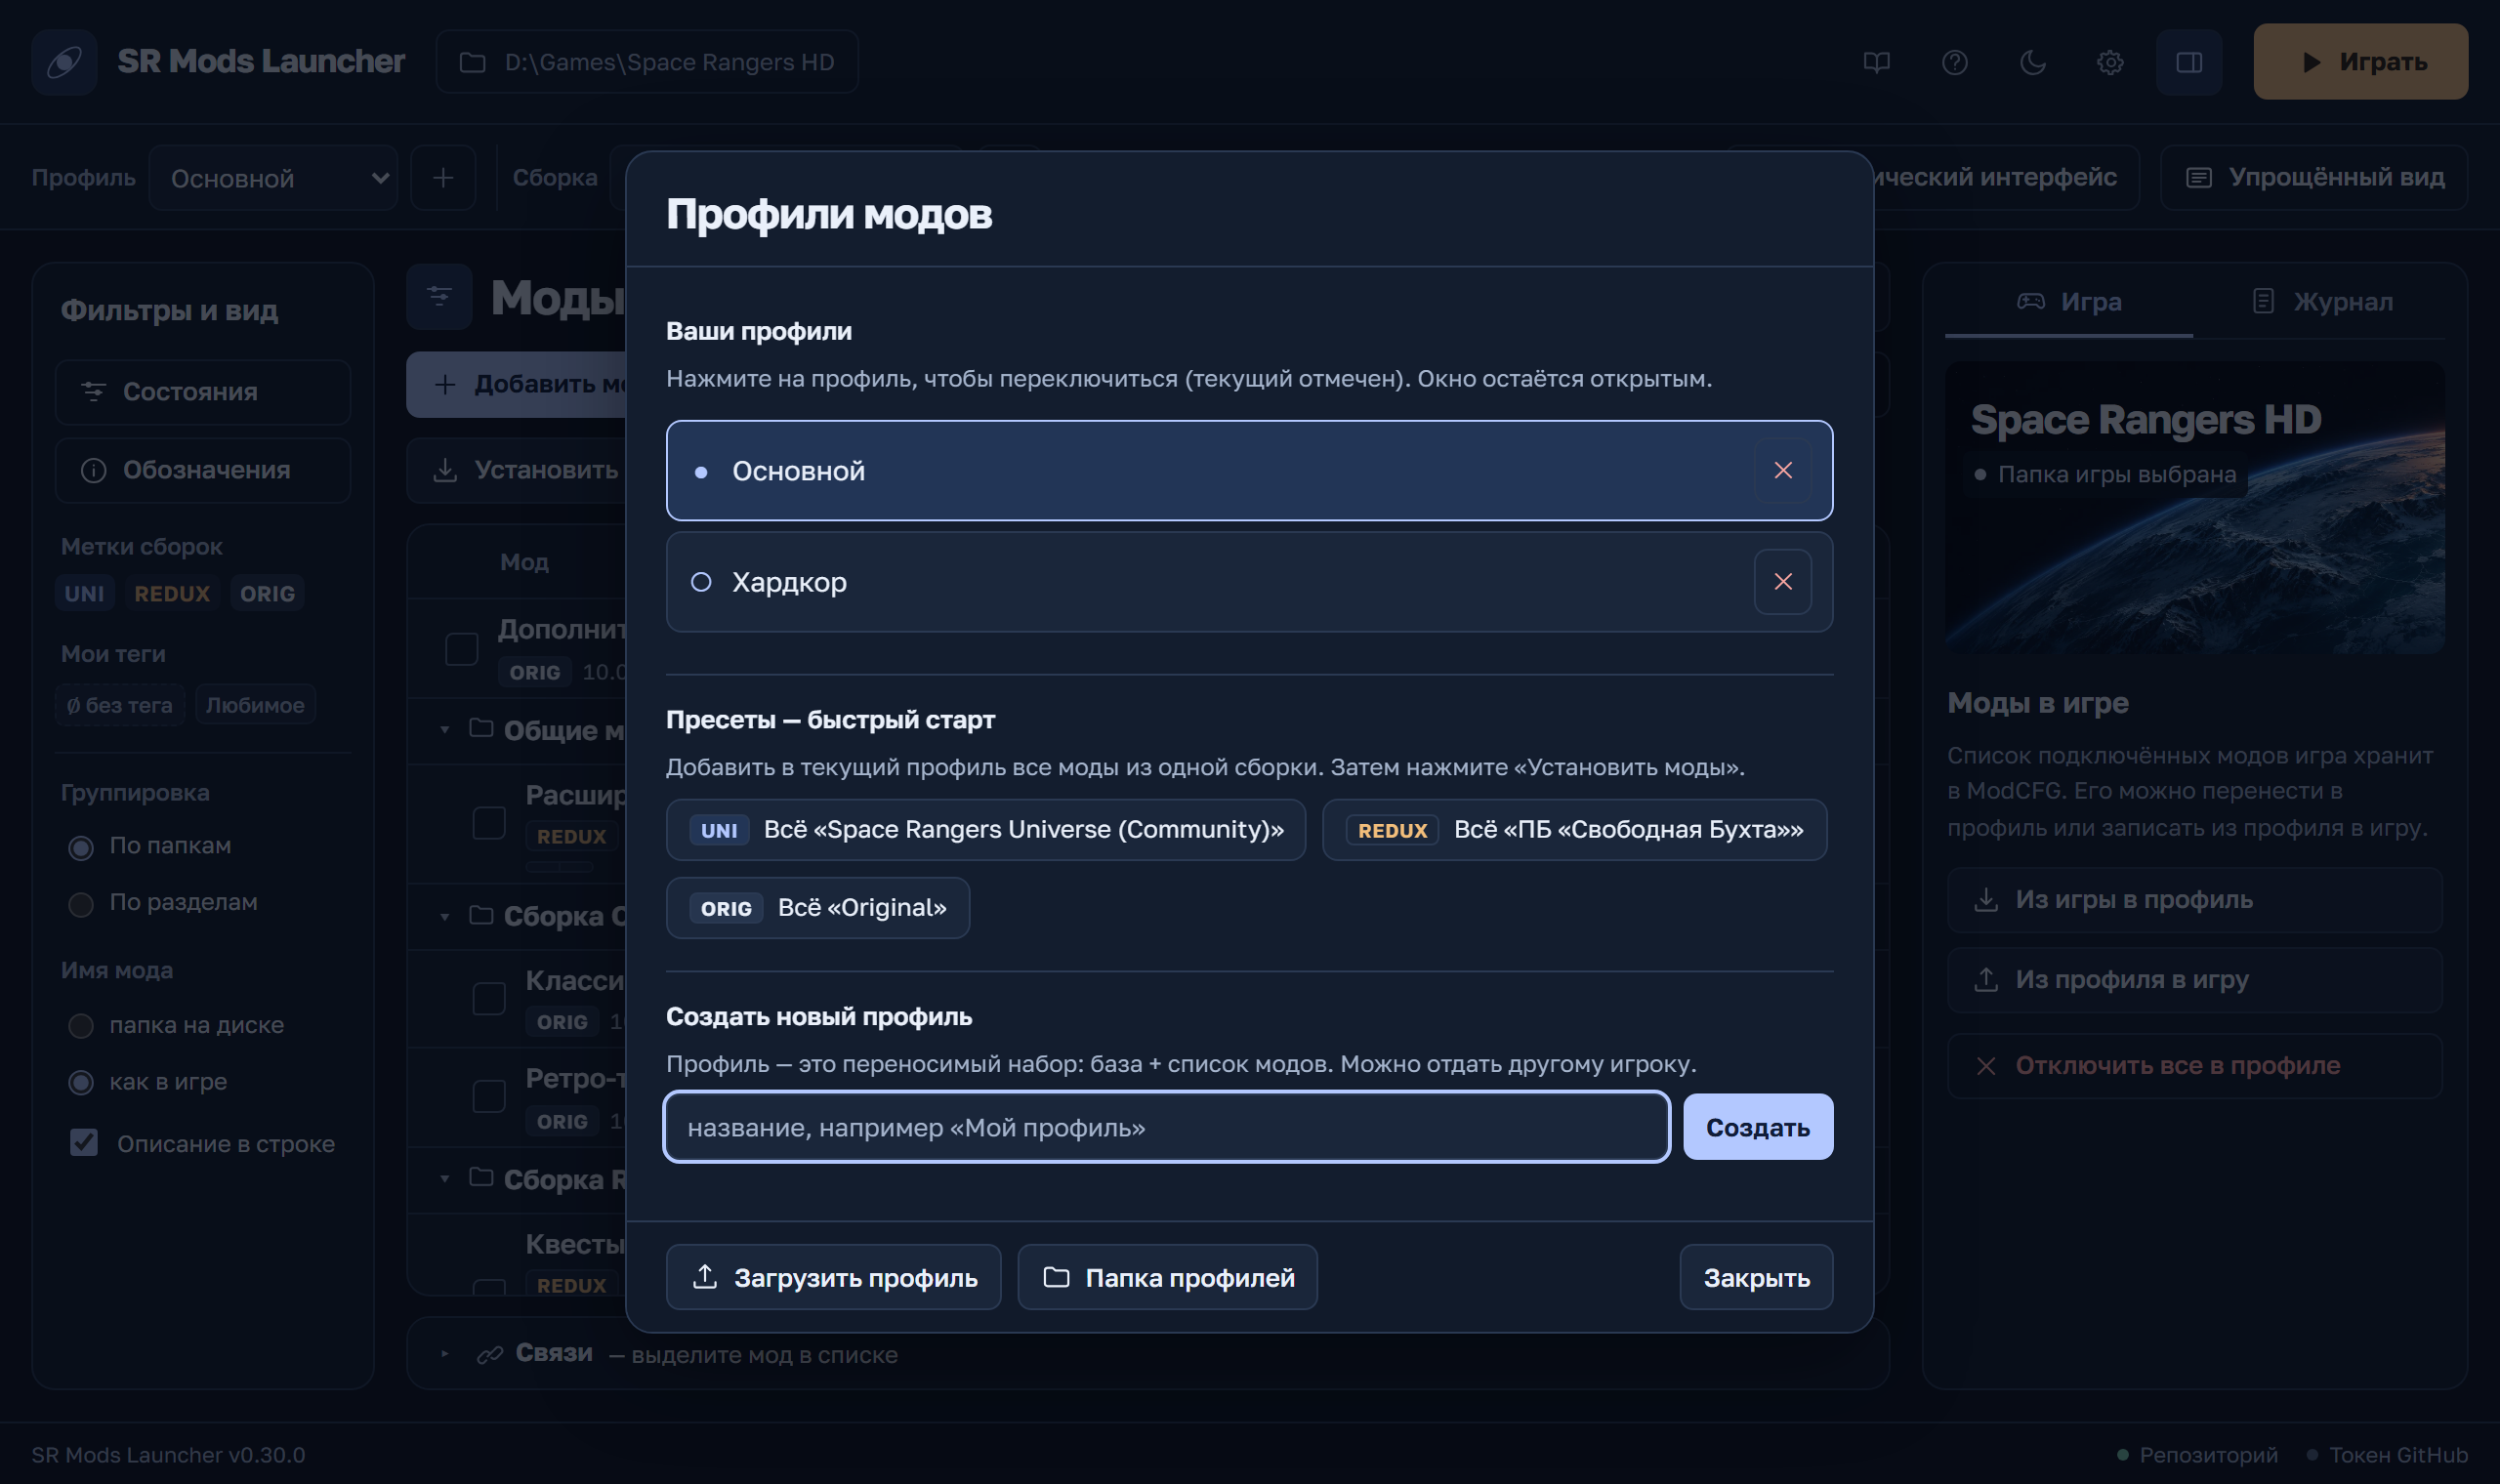 SR Mods Launcher
D:\Games\Space Rangers HD
Играть
Профиль
Основной
Сборка
ический интерфейс
Упрощённый вид
Фильтры и вид
Состояния
Обозначения
Метки сборок
UNI REDUX ORIG
Мои теги
Ø без тега Любимое
Группировка
По папкам
По разделам
Имя мода
папка на диске
как в игре
Описание в строке
Моды
Добавить мо
Установить
Мод
Дополнит
ORIG 10.0
Общие м
Расшир
REDUX
Сборка О
Класси
ORIG 1
Ретро-т
ORIG 1
Сборка R
Квесты
REDUX
Связи — выделите мод в списке
Профили модов
Ваши профили
Нажмите на профиль, чтобы переключиться (текущий отмечен). Окно остаётся открытым.
Основной
Хардкор
Пресеты — быстрый старт
Добавить в текущий профиль все моды из одной сборки. Затем нажмите «Установить моды».
UNI Всё «Space Rangers Universe (Community)»
REDUX Всё «ПБ «Свободная Бухта»»
ORIG Всё «Original»
Создать новый профиль
Профиль — это переносимый набор: база + список модов. Можно отдать другому игроку.
название, например «Мой профиль»
Создать
Загрузить профиль
Папка профилей
Закрыть
Игра
Журнал
Space Rangers HD
Папка игры выбрана
Моды в игре
Список подключённых модов игра хранит
в ModCFG. Его можно перенести в
профиль или записать из профиля в игру.
Из игры в профиль
Из профиля в игру
Отключить все в профиле
SR Mods Launcher v0.30.0
Репозиторий
Токен GitHub